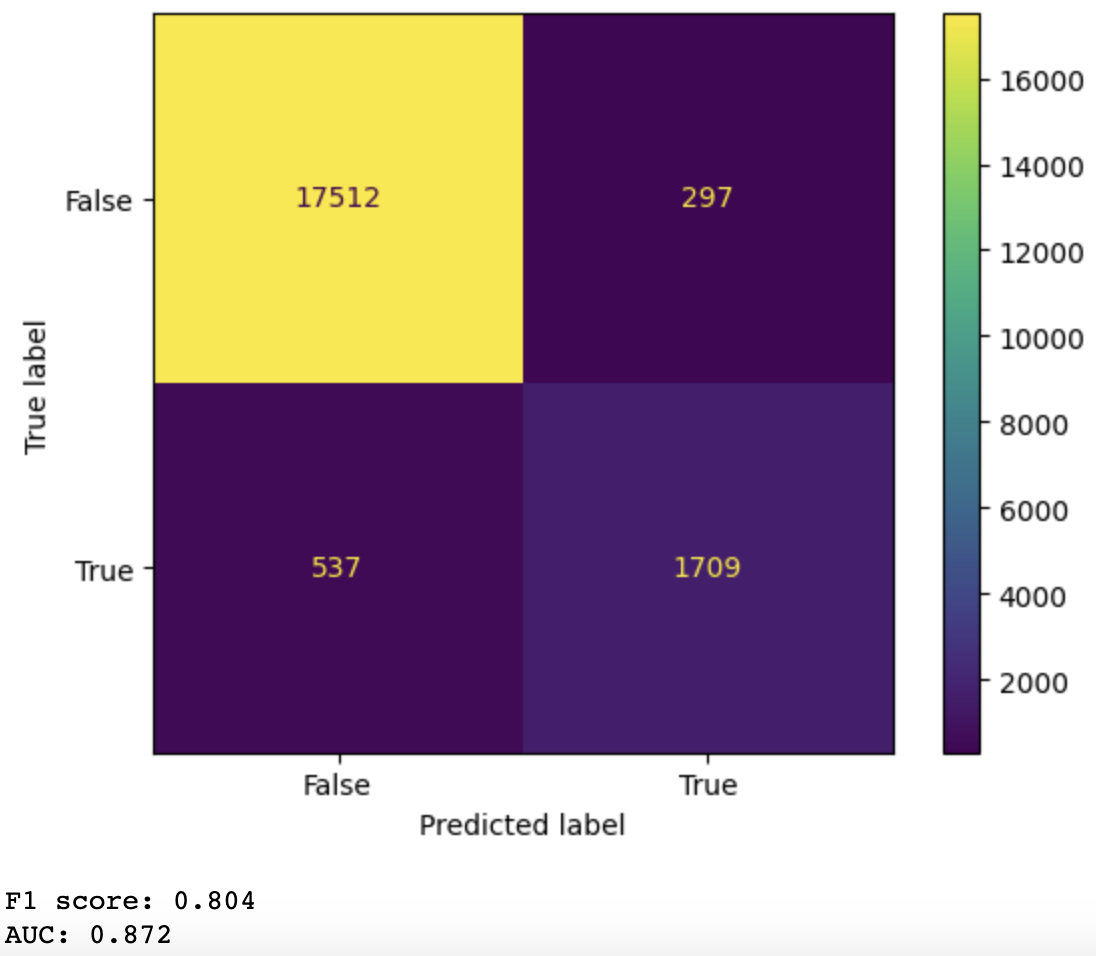 16000
14000
12000
10000
8000
6000
4000
2000
True label
False
17512
297
True
537
1709
False
True
Predicted label
F1 score: 0.804
AUC: 0.872